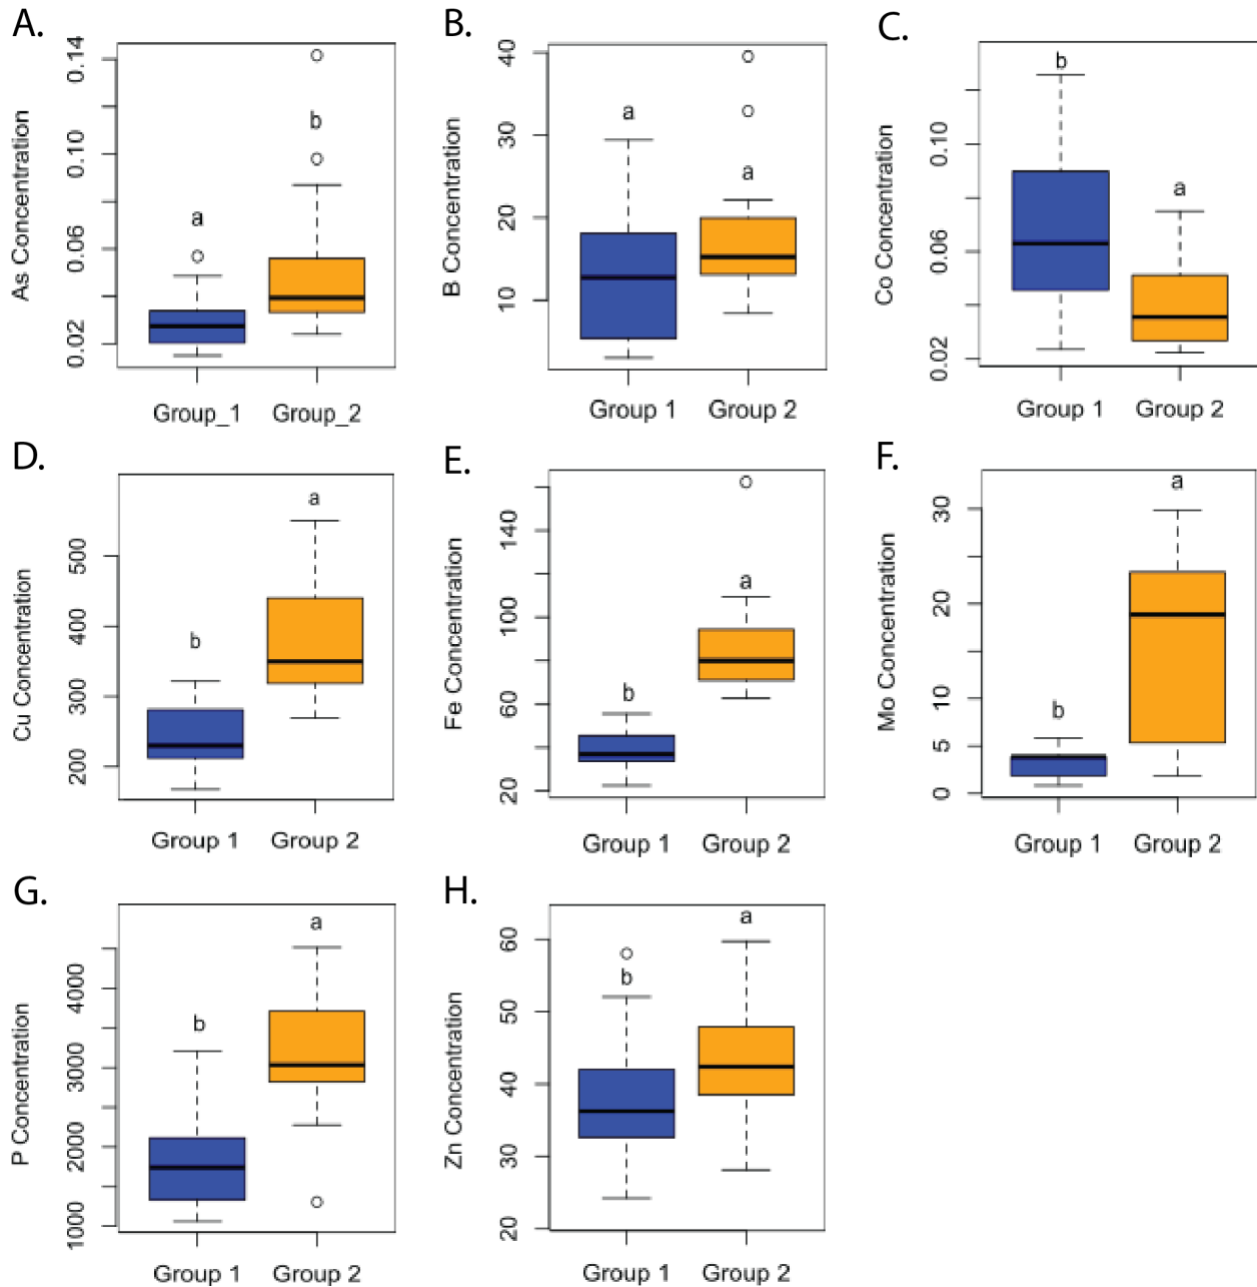 A.
As Concentration
0.14
0.10
0.06
0.02
a
b
Group_1 Group_2
B.
B Concentration
40
30
20
10
a
a
Group 1 Group 2
C.
Co Concentration
0.10
0.06
0.02
b
a
Group 1 Group 2
D.
Cu Concentration
500
400
300
200
b
a
Group 1 Group 2
E.
Fe Concentration
140
100
60
20
b
a
Group 1 Group 2
F.
Mo Concentration
30
20
10
5
0
b
a
Group 1 Group 2
G.
P Concentration
4000
3000
2000
1000
b
a
Group 1 Group 2
H.
Zn Concentration
60
50
40
30
20
b
a
Group 1 Group 2